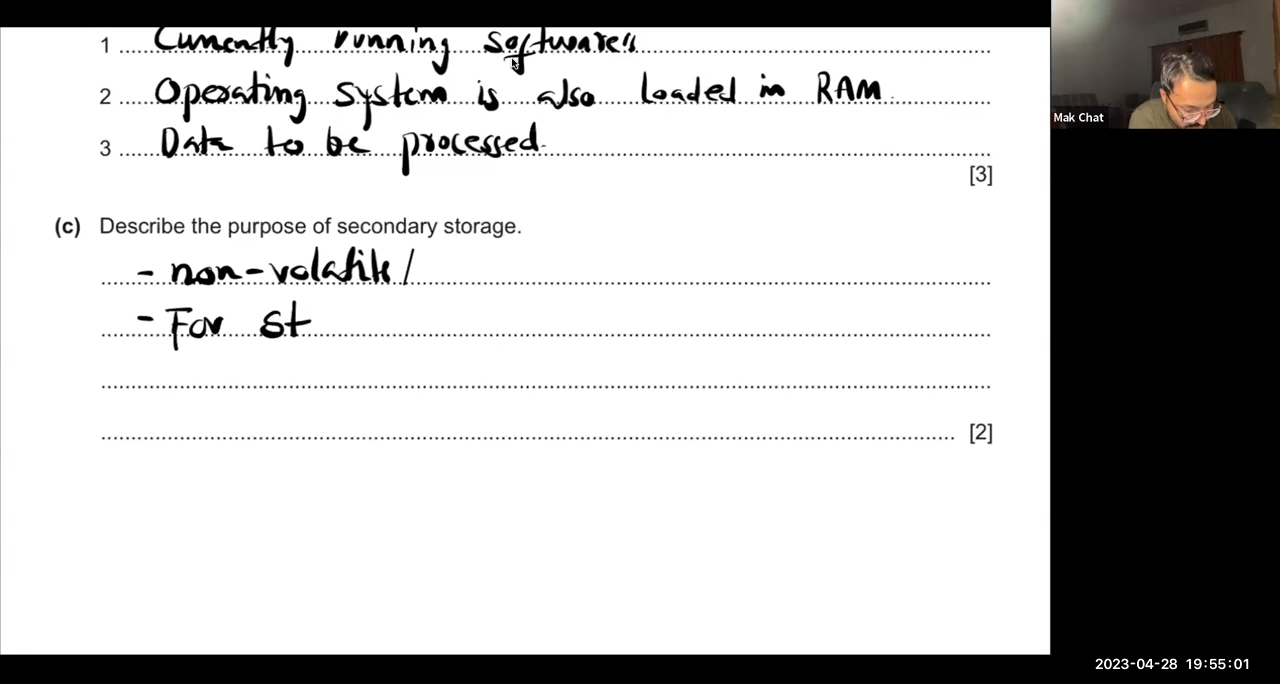 1 Currently running software's
2 Operating system is also loaded in RAM.
3 Data to be processed.
[3]
Mak Chat
(c) Describe the purpose of secondary storage.
- non-volatile /
- For st
[2]
2023-04-28 19:55:01